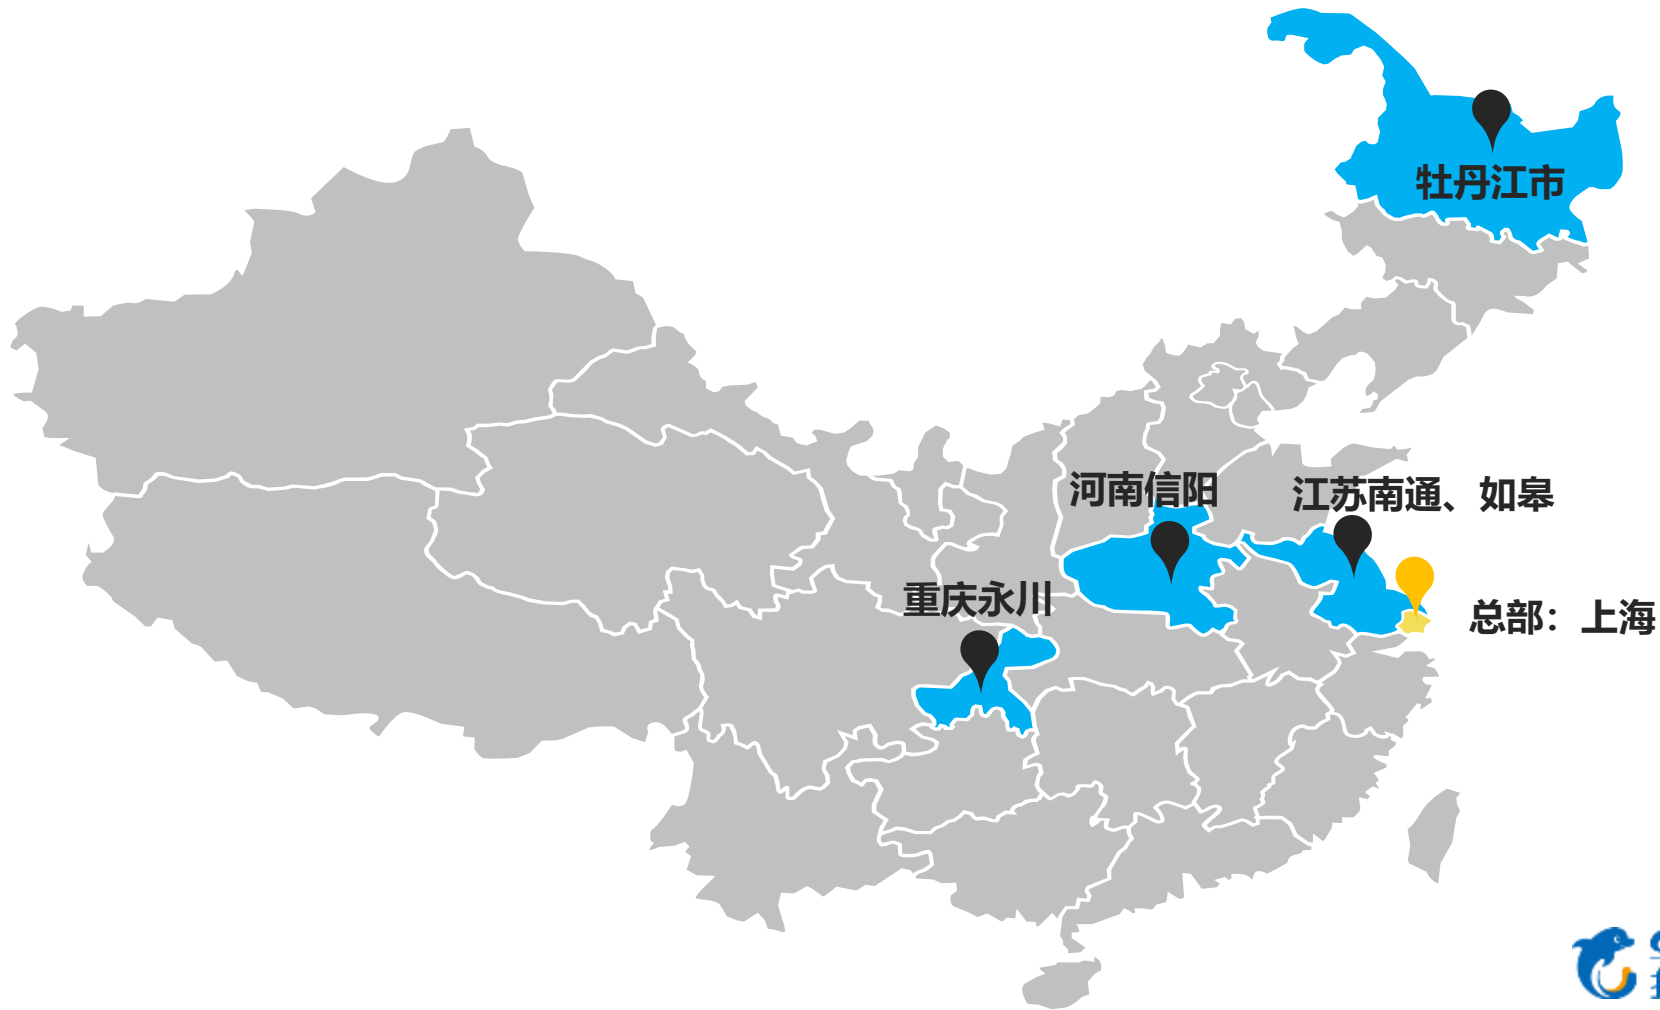 牡丹江市
河南信阳
江苏南通、如皋
重庆永川
总部：上海